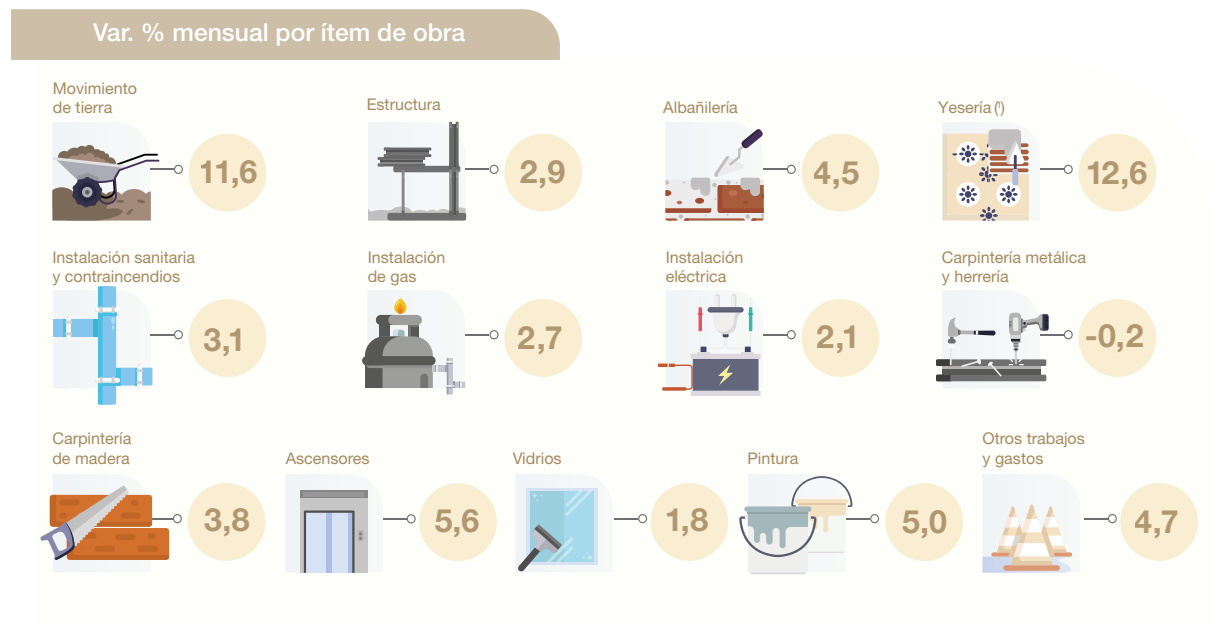 Var. % mensual por ítem de obra
Movimiento
de tierra
11,6
Estructura
2,9
Albañilería
4,5
Yesería (¹)
12,6
Instalación sanitaria
y contraincendios
3,1
Instalación
de gas
2,7
Instalación
eléctrica
2,1
Carpintería metálica
y herrería
-0,2
Carpintería
de madera
3,8
Ascensores
5,6
Vidrios
1,8
Pintura
5,0
Otros trabajos
y gastos
4,7